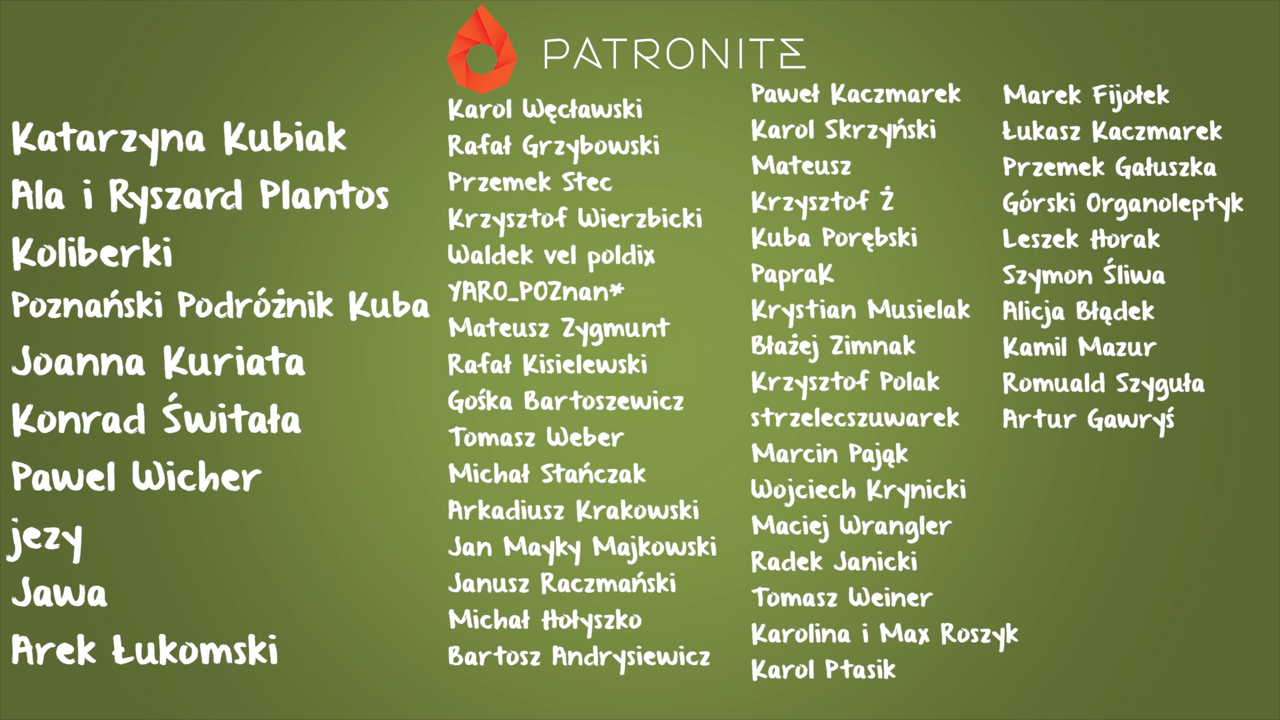 PATRONITE
Katarzyna Kubiak
Ala i Ryszard Plantos
Koliberki
Poznański Podróżnik Kuba
Joanna Kuriata
Konrad Świtała
Pawel Wicher
jezy
Jawa
Arek Łukomski
Karol Węcławski
Rafał Grzybowski
Przemek Stec
Krzysztof Wierzbicki
Waldek vel poldix
YARO_POZnan*
Mateusz Zygmunt
Rafał Kisielewski
Gośka Bartoszewicz
Tomasz Weber
Michał Stańczak
Arkadiusz Krakowski
Jan Mayky Majkowski
Janusz Raczmański
Michał Hołyszko
Bartosz Andrysiewicz
Paweł Kaczmarek
Karol Skrzyński
Mateusz
Krzysztof Ż
Kuba Porębski
PapraK
Krystian Musielak
Błażej Zimnak
Krzysztof Polak
strzelecszuwarek
Marcin Pająk
Wojciech Krynicki
Maciej Wrangler
Radek Janicki
Tomasz Weiner
Karolina i Max Roszyk
Karol Ptasik
Marek Fijołek
Łukasz Kaczmarek
Przemek Gałuszka
Górski Organoleptyk
Leszek Horak
Szymon Śliwa
Alicja Błądek
Kamil Mazur
Romuald Szyguła
Artur Gawryś